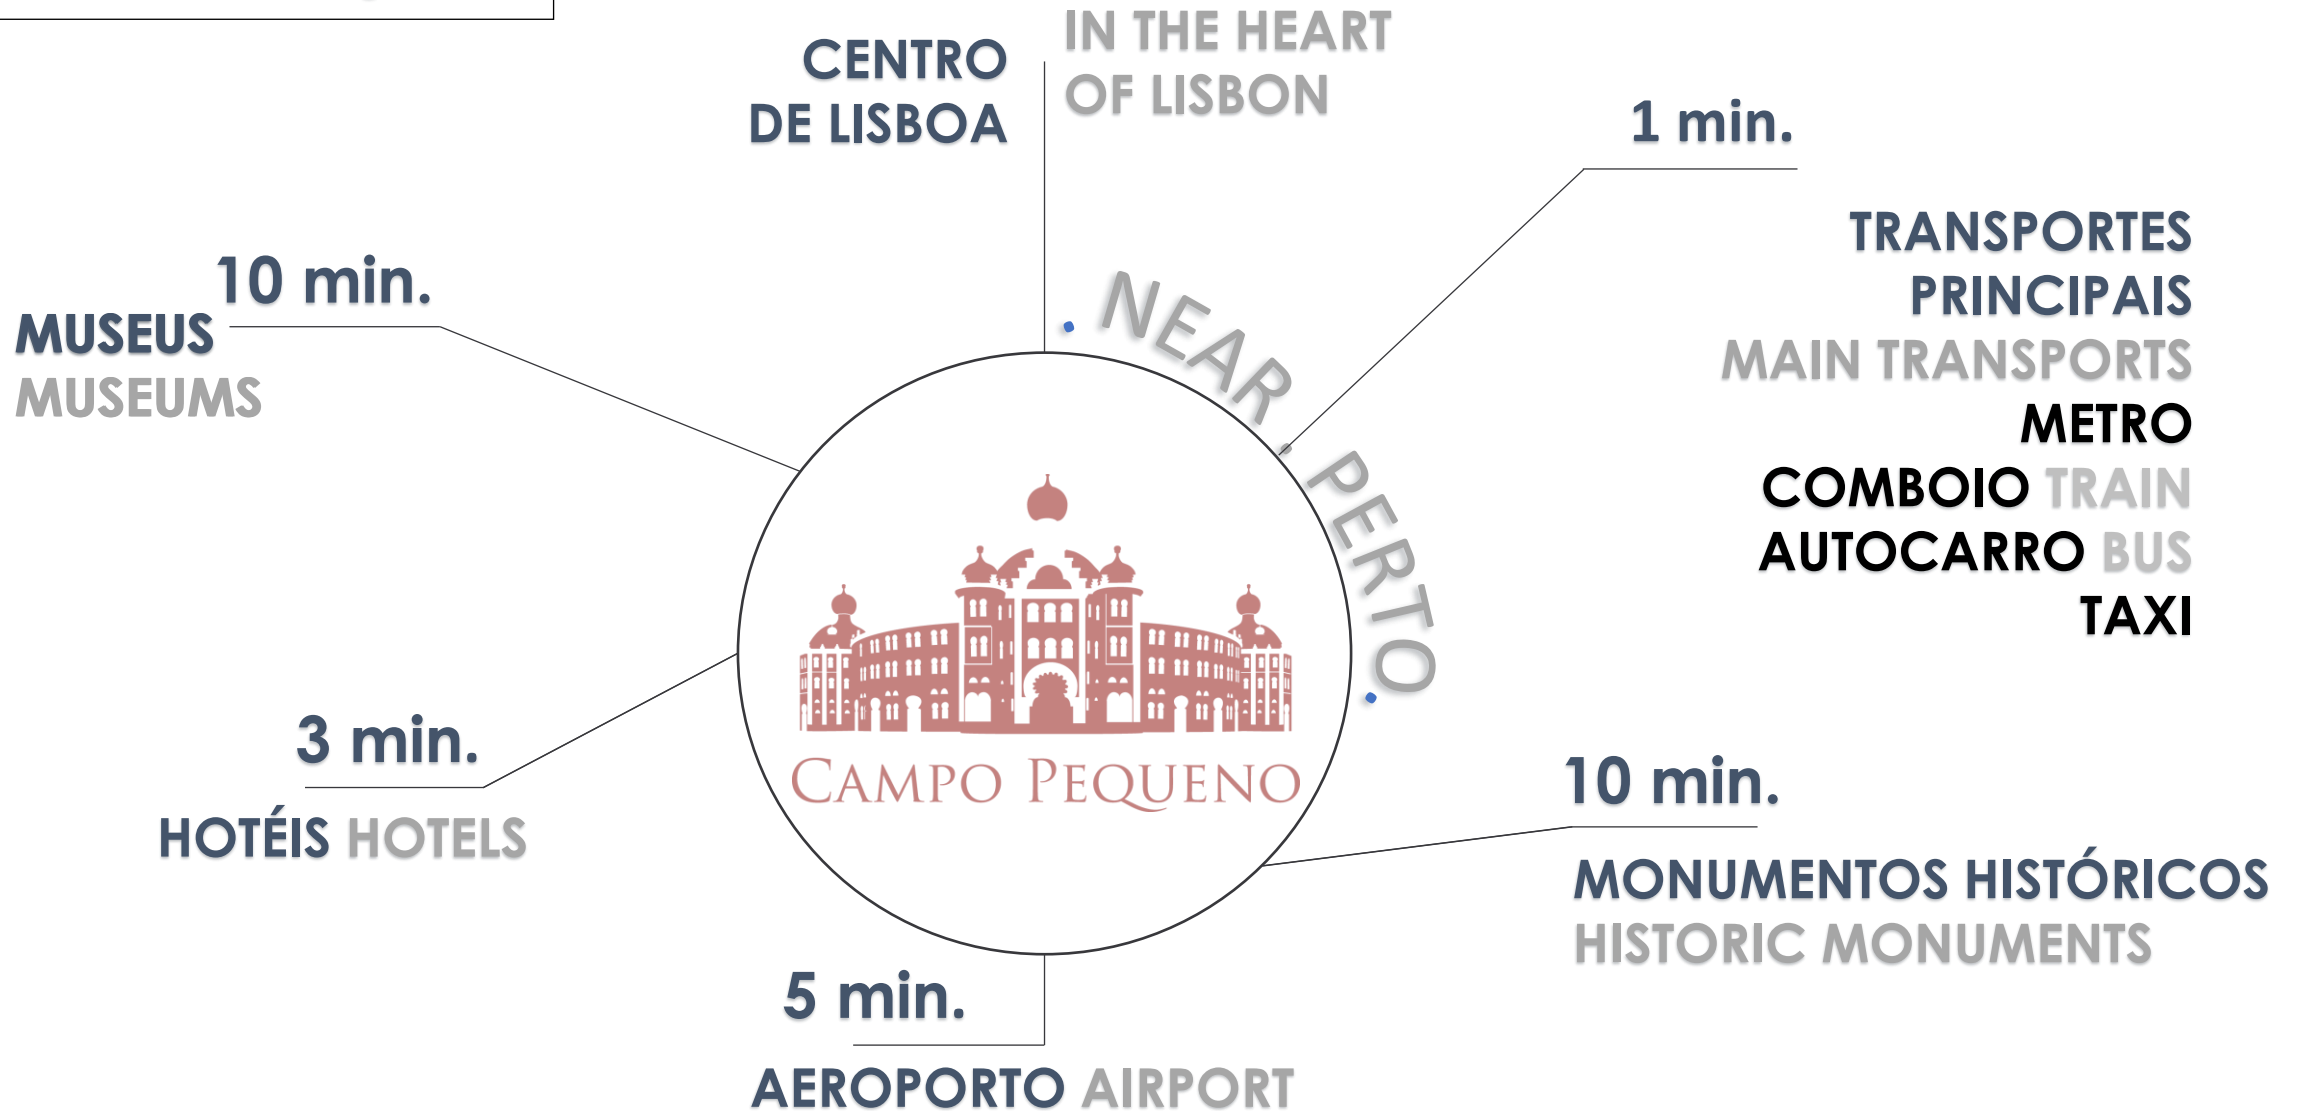 CENTRO
DE LISBOA
IN THE HEART
OF LISBON
1 min.
TRANSPORTES
PRINCIPAIS
MAIN TRANSPORTS
METRO
COMBOIO TRAIN
AUTOCARRO BUS
TAXI
10 min.
MUSEUS
MUSEUMS
. NEAR . PERTO .
CAMPO PEQUENO
3 min.
HOTÉIS HOTELS
10 min.
MONUMENTOS HISTÓRICOS
HISTORIC MONUMENTS
5 min.
AEROPORTO AIRPORT